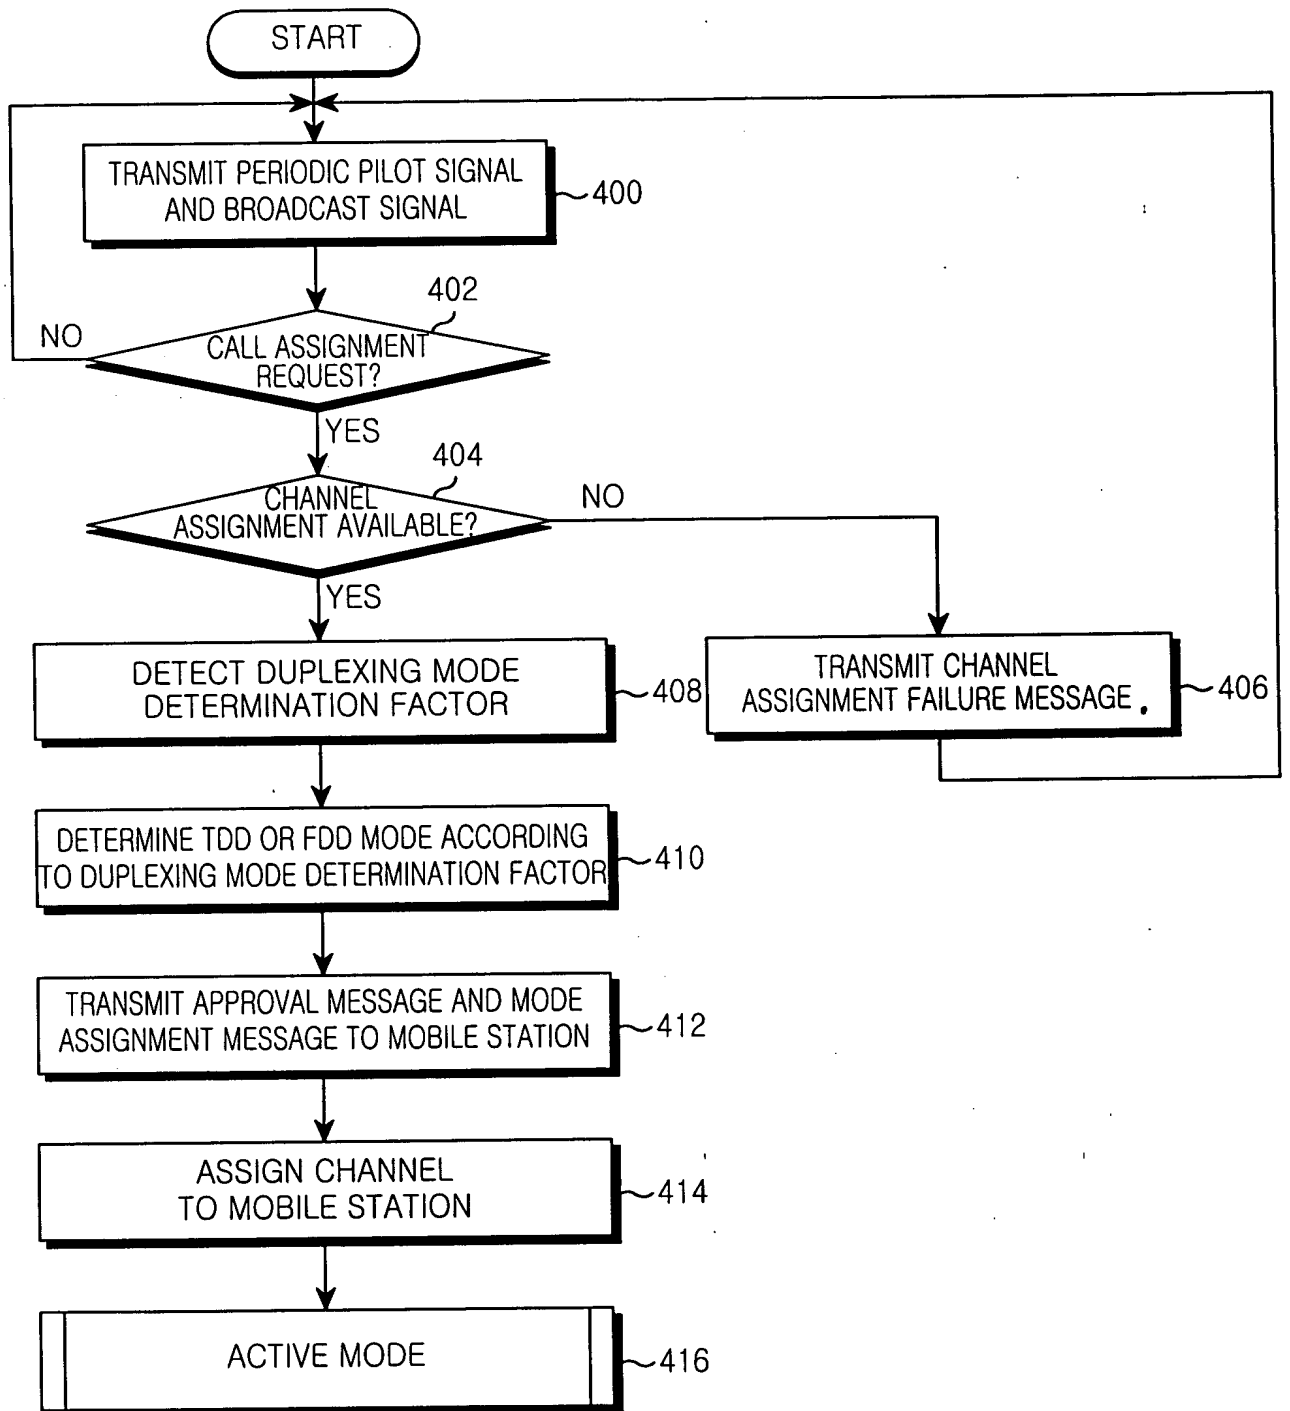 START
TRANSMIT PERIODIC PILOT SIGNAL
AND BROADCAST SIGNAL
400
402
NO
CALL ASSIGNMENT
REQUEST?
YES
404
CHANNEL
ASSIGNMENT AVAILABLE?
NO
YES
DETECT DUPLEXING MODE
DETERMINATION FACTOR
408
TRANSMIT CHANNEL
ASSIGNMENT FAILURE MESSAGE.
406
DETERMINE TDD OR FDD MODE ACCORDING
TO DUPLEXING MODE DETERMINATION FACTOR
410
TRANSMIT APPROVAL MESSAGE AND MODE
ASSIGNMENT MESSAGE TO MOBILE STATION
412
ASSIGN CHANNEL
TO MOBILE STATION
414
ACTIVE MODE
416